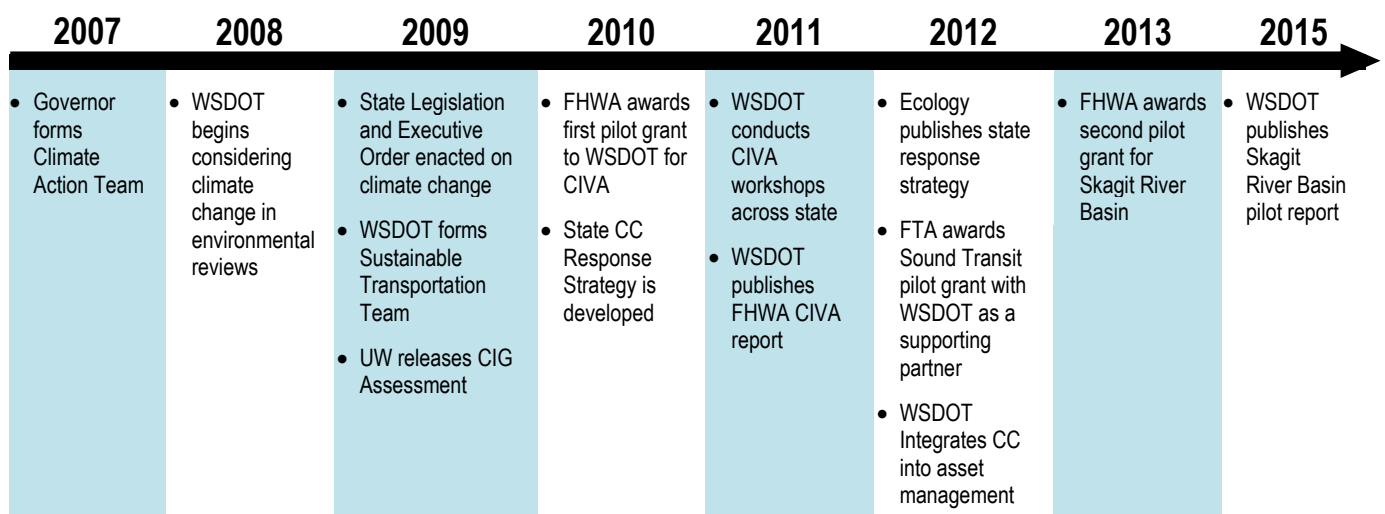 2007
2008
2009
2010
2011
2012
2013
2015
• Governor
forms
Climate
Action Team
• WSDOT
begins
considering
climate
change in
environmental
reviews
• State Legislation
and Executive
Order enacted on
climate change
• WSDOT forms
Sustainable
Transportation
Team
• UW releases CIG
Assessment
• FHWA awards
first pilot grant
to WSDOT for
CIVA
• State CC
Response
Strategy is
developed
• WSDOT
conducts
CIVA
workshops
across state
• WSDOT
publishes
FHWA CIVA
report
• Ecology
publishes state
response
strategy
• FTA awards
Sound Transit
pilot grant with
WSDOT as a
supporting
partner
• WSDOT
Integrates CC
into asset
management
• FHWA awards
second pilot
grant for
Skagit River
Basin
• WSDOT
publishes
Skagit
River Basin
pilot report